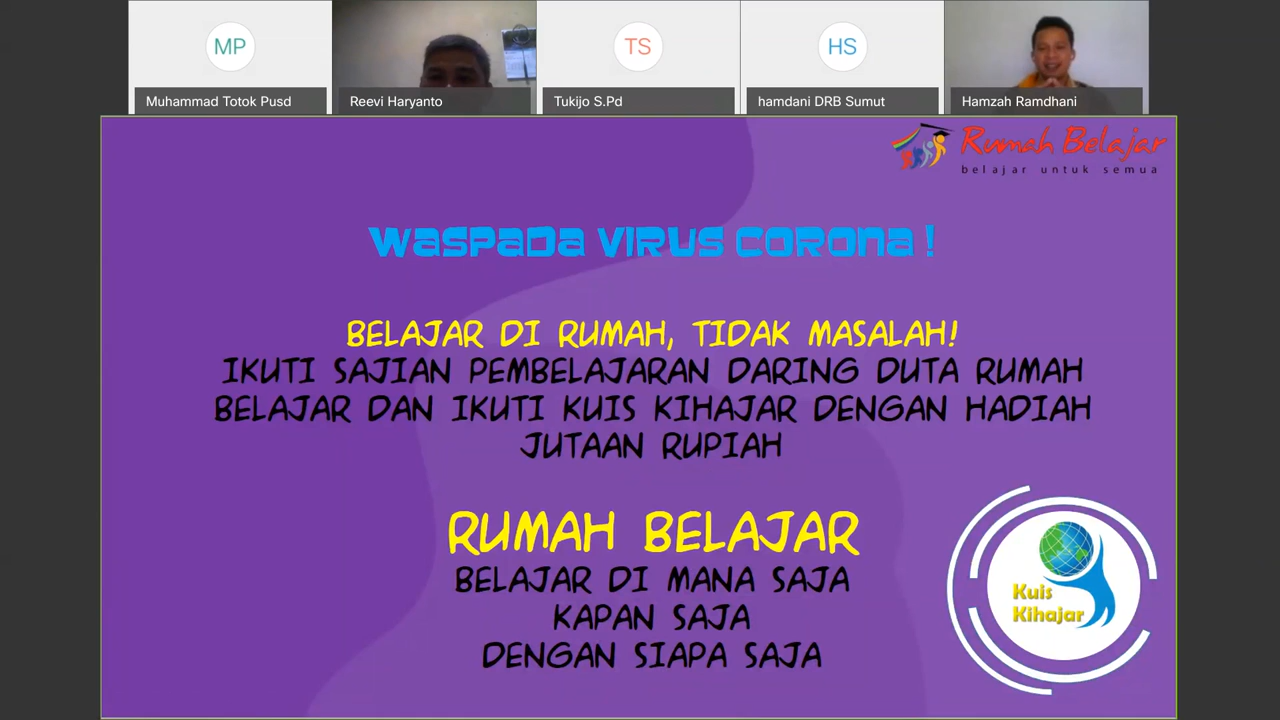 MP
TS
HS
Muhammad Totok Pusd
Reevi Haryanto
Tukijo S.Pd
hamdani DRB Sumut
Hamzah Ramdhani
Rumah Belajar
belajar untuk semua
WASPADA VIRUS CORONA !
BELAJAR DI RUMAH, TIDAK MASALAH!
IKUTI SAJIAN PEMBELAJARAN DARING DUTA RUMAH
BELAJAR DAN IKUTI KUIS KIHAJAR DENGAN HADIAH
JUTAAN RUPIAH
RUMAH BELAJAR
BELAJAR DI MANA SAJA
KAPAN SAJA
DENGAN SIAPA SAJA
Kuis
Kihajar